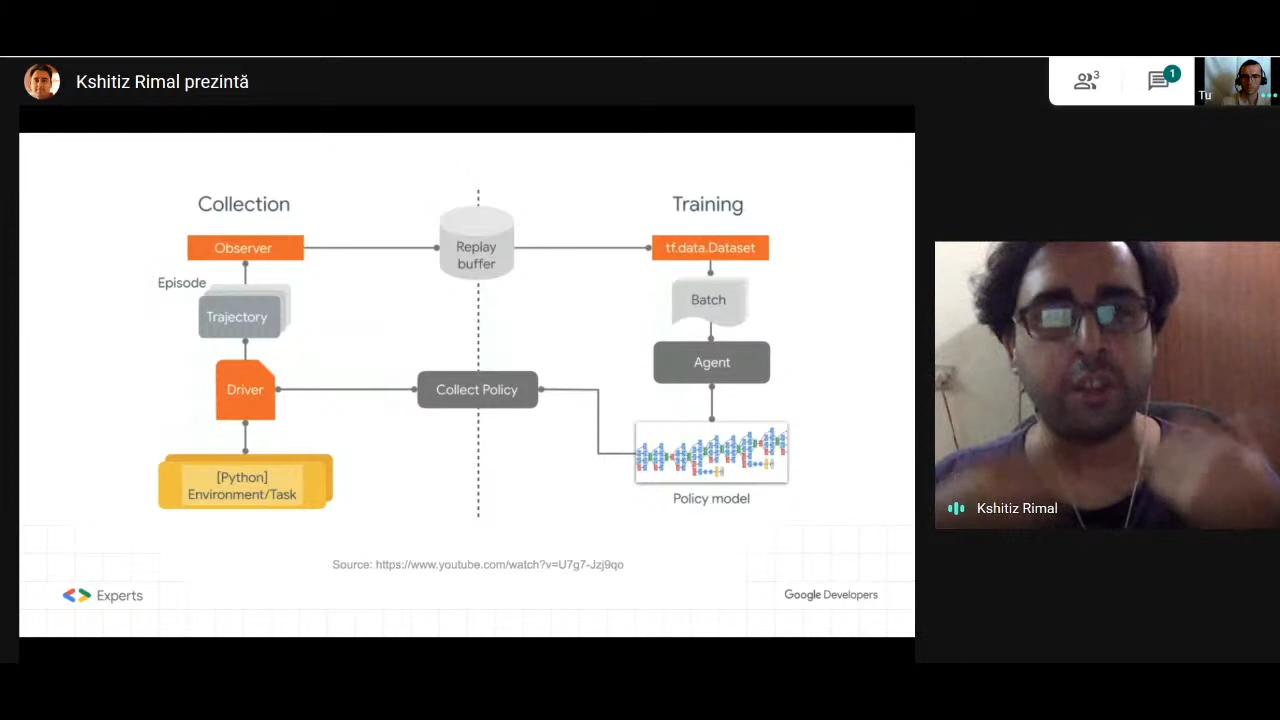 Kshitiz Rimal prezintă
3
1
Tu
Collection
Training
Observer
Replay
buffer
tf.data.Dataset
Episode
Trajectory
Batch
Agent
Driver
Collect Policy
[Python]
Environment/Task
Policy model
Kshitiz Rimal
Source: https://www.youtube.com/watch?v=U7g7-Jzj9qo
Experts
Google Developers